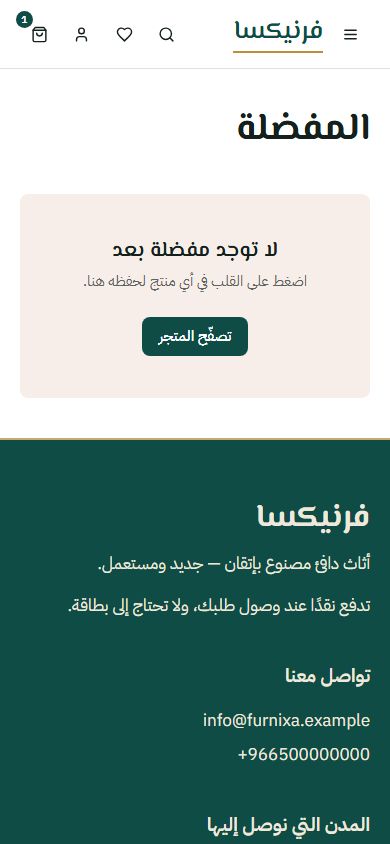 فرنيكسا
1
المفضلة
لا توجد مفضلة بعد
اضغط على القلب في أي منتج لحفظه هنا.
تصفّح المتجر
فرنيكسا
أثاث دافئ مصنوع بإتقان — جديد ومستعمل.
تدفع نقدًا عند وصول طلبك، ولا تحتاج إلى بطاقة.
تواصل معنا
info@furnixa.example
+966500000000
المدن التي نوصل إليها